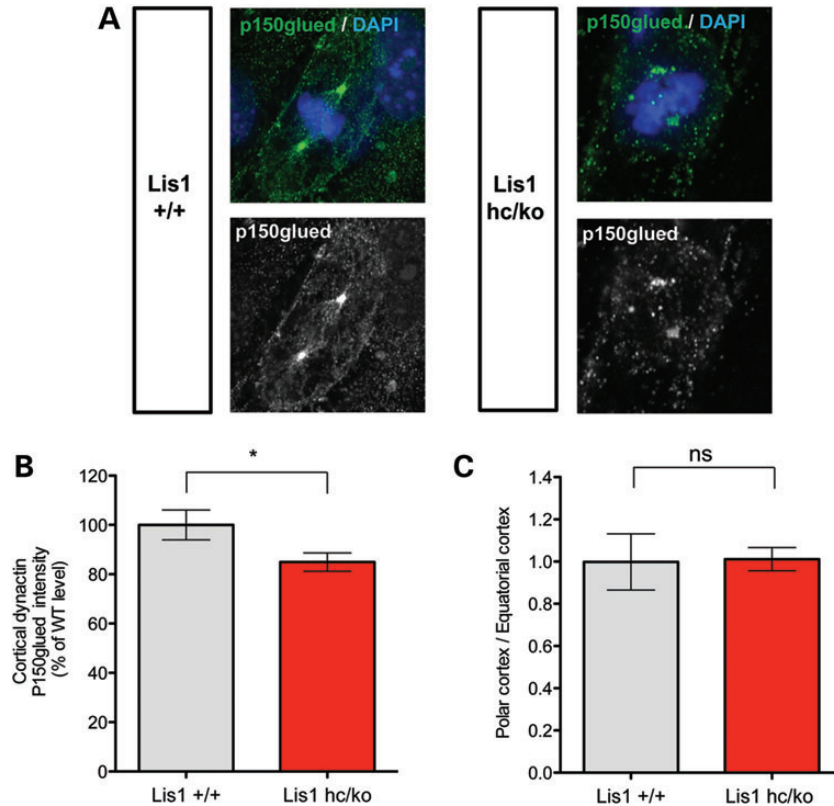 A
p150glued / DAPI
p150glued / DAPI
Lis1
+/+
Lis1
hc/ko
p150glued
p150glued
B
*
Cortical dynactin
P150glued intensity
(% of WT level)
120
100
80
60
40
20
0
Lis1 +/+
Lis1 hc/ko
C
ns
Polar cortex / Equatorial cortex
1.4
1.2
1.0
0.8
0.6
0.4
0.2
0.0
Lis1 +/+
Lis1 hc/ko